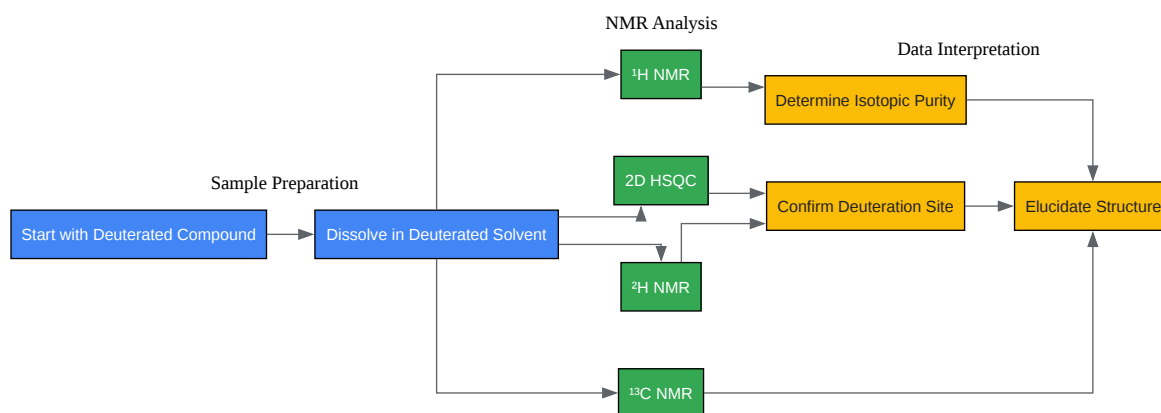 NMR Analysis
Data Interpretation
¹H NMR
Determine Isotopic Purity
Sample Preparation
2D HSQC
Confirm Deuteration Site
Elucidate Structure
Start with Deuterated Compound
Dissolve in Deuterated Solvent
²H NMR
¹³C NMR